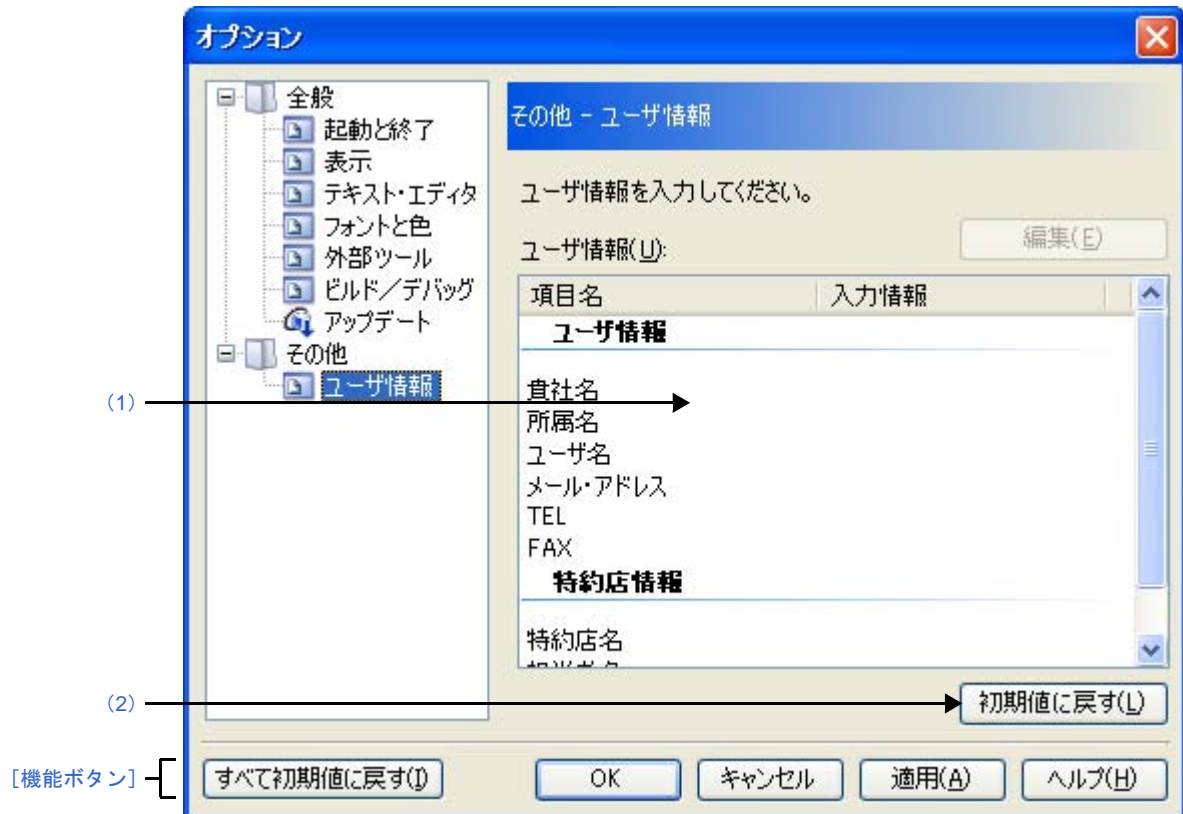 オプション
全般
起動と終了
表示
テキスト・エディタ
フォントと色
外部ツール
ビルド／デバッグ
アップデート
その他
ユーザ情報
その他 - ユーザ情報
ユーザ情報を入力してください。
編集(E)
ユーザ情報(U):
項目名 入力情報
ユーザ情報
貴社名
所属名
ユーザ名
メール・アドレス
TEL
FAX
特約店情報
特約店名
(1)
(2)
初期値に戻す(L)
[機能ボタン]
すべて初期値に戻す(I) OK キャンセル 適用(A) ヘルプ(H)